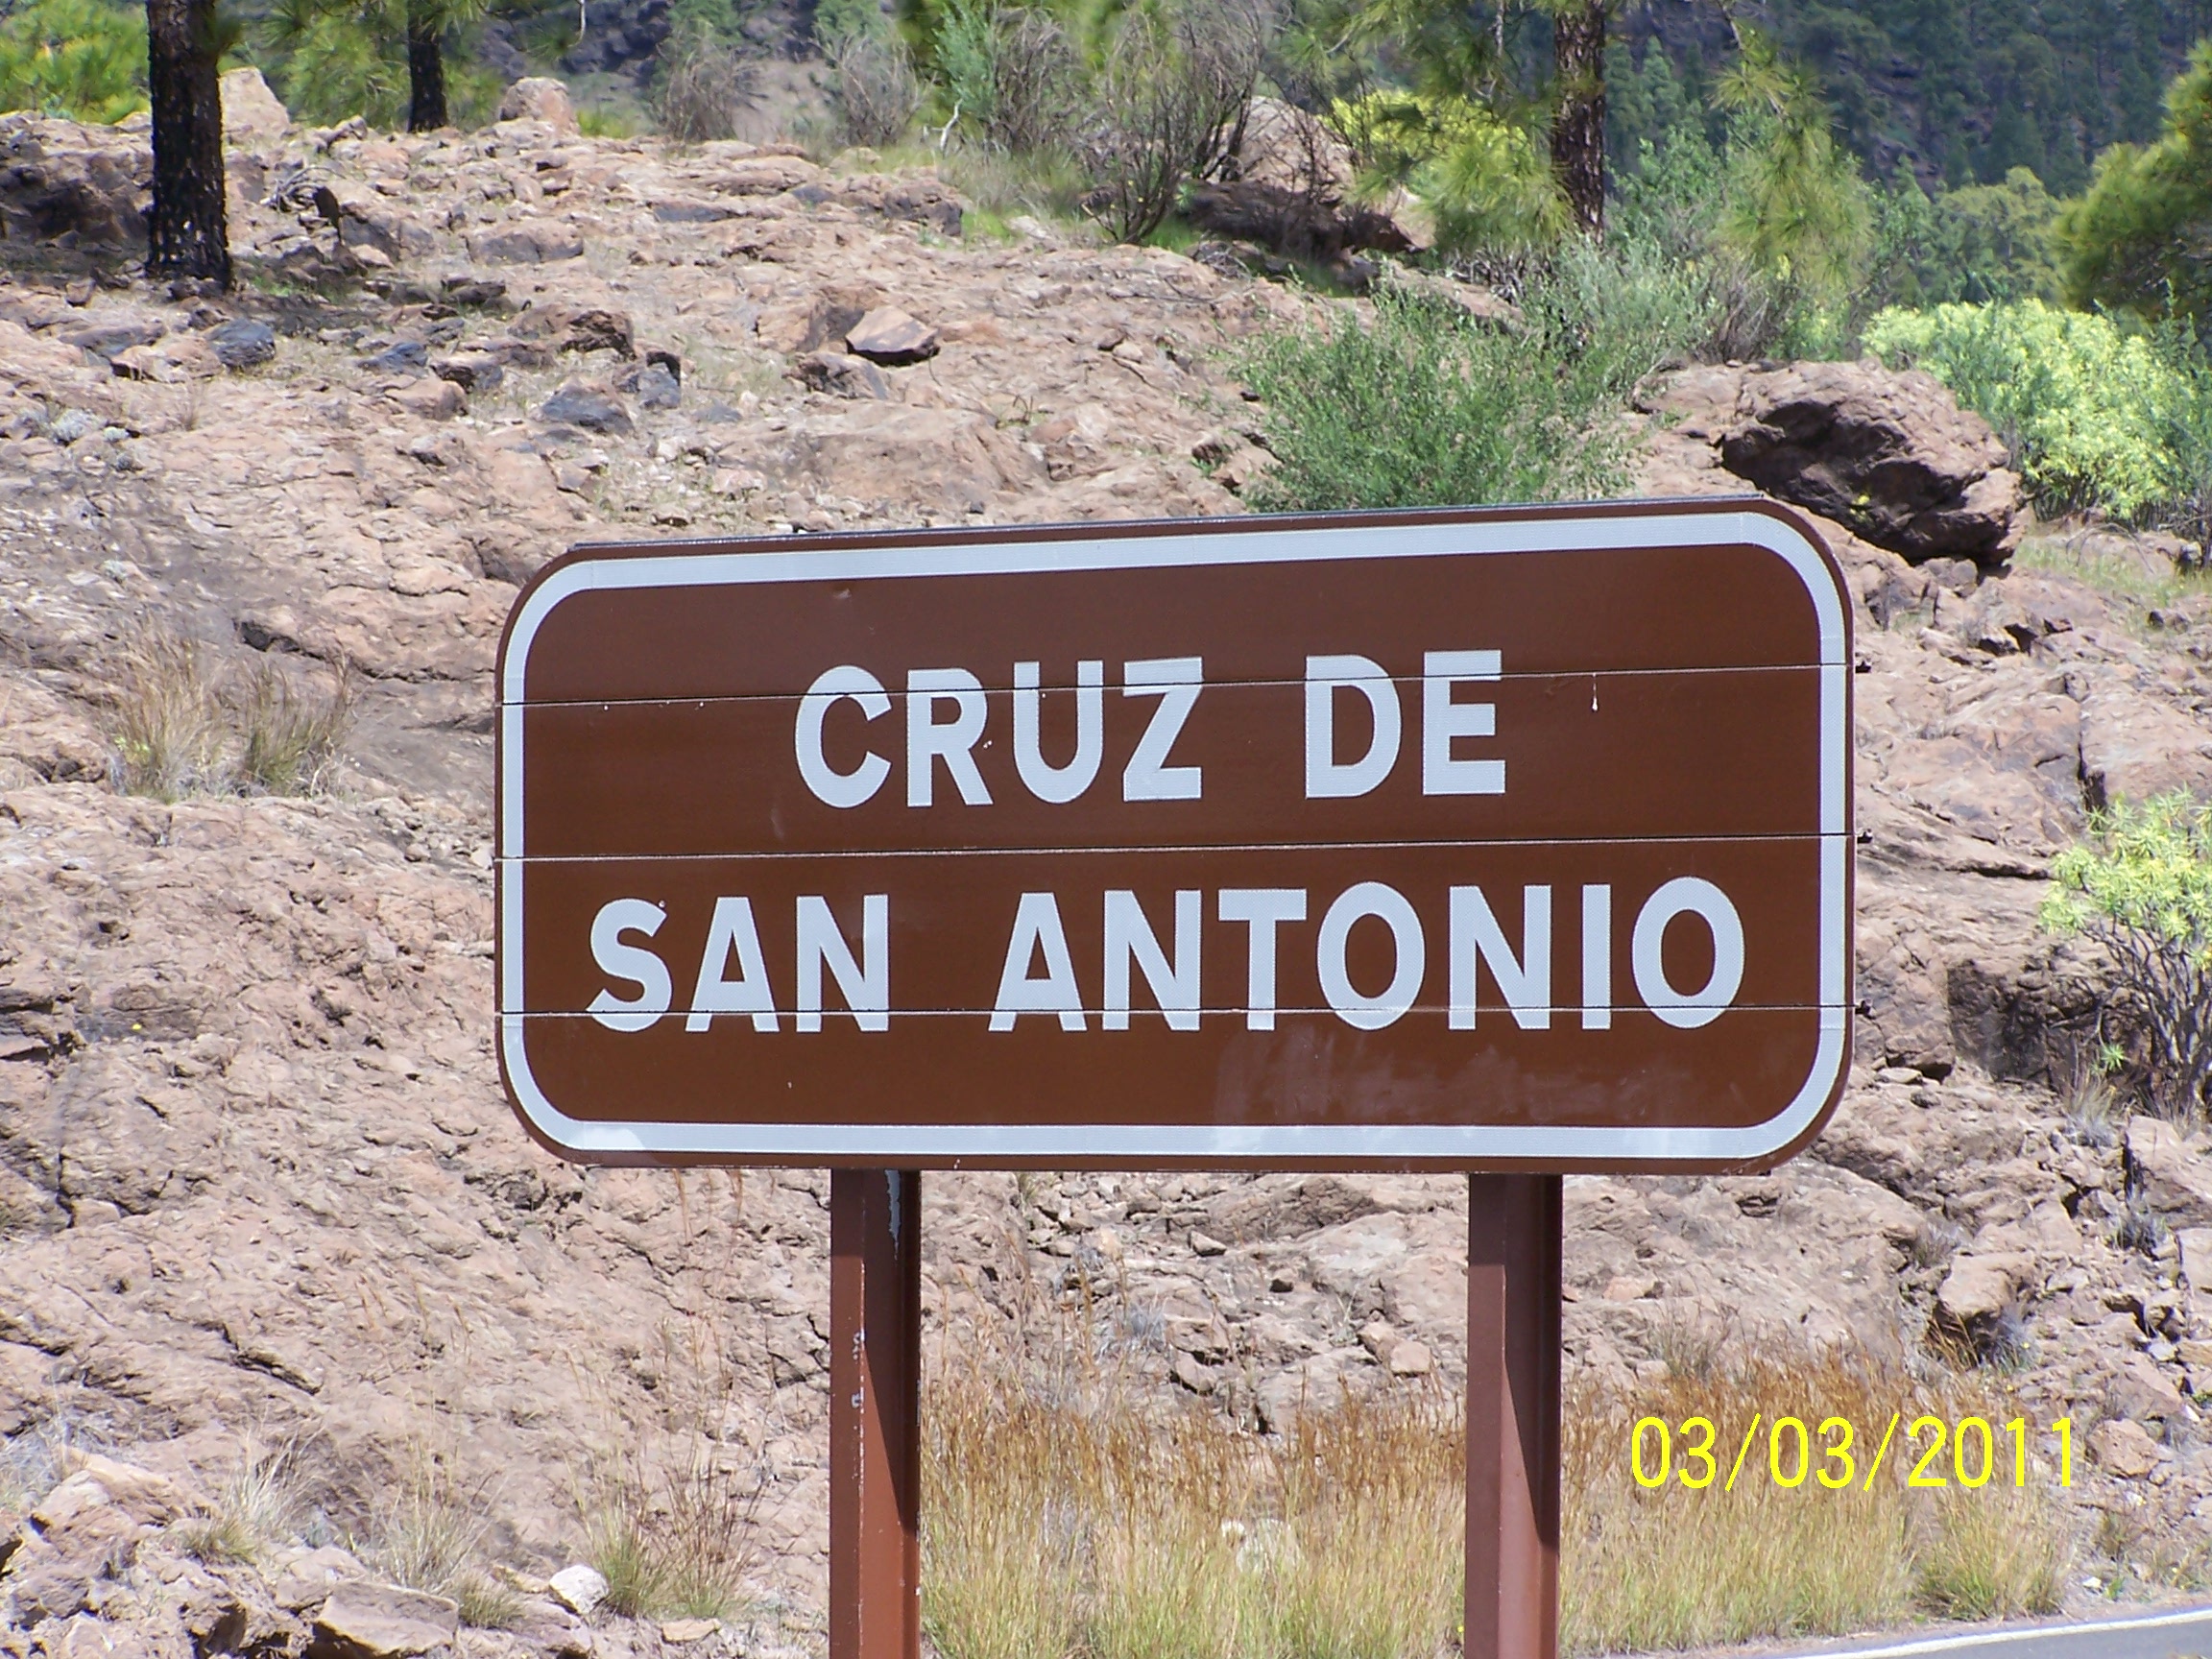 CRUZ DE
SAN ANTONIO
03/03/2011